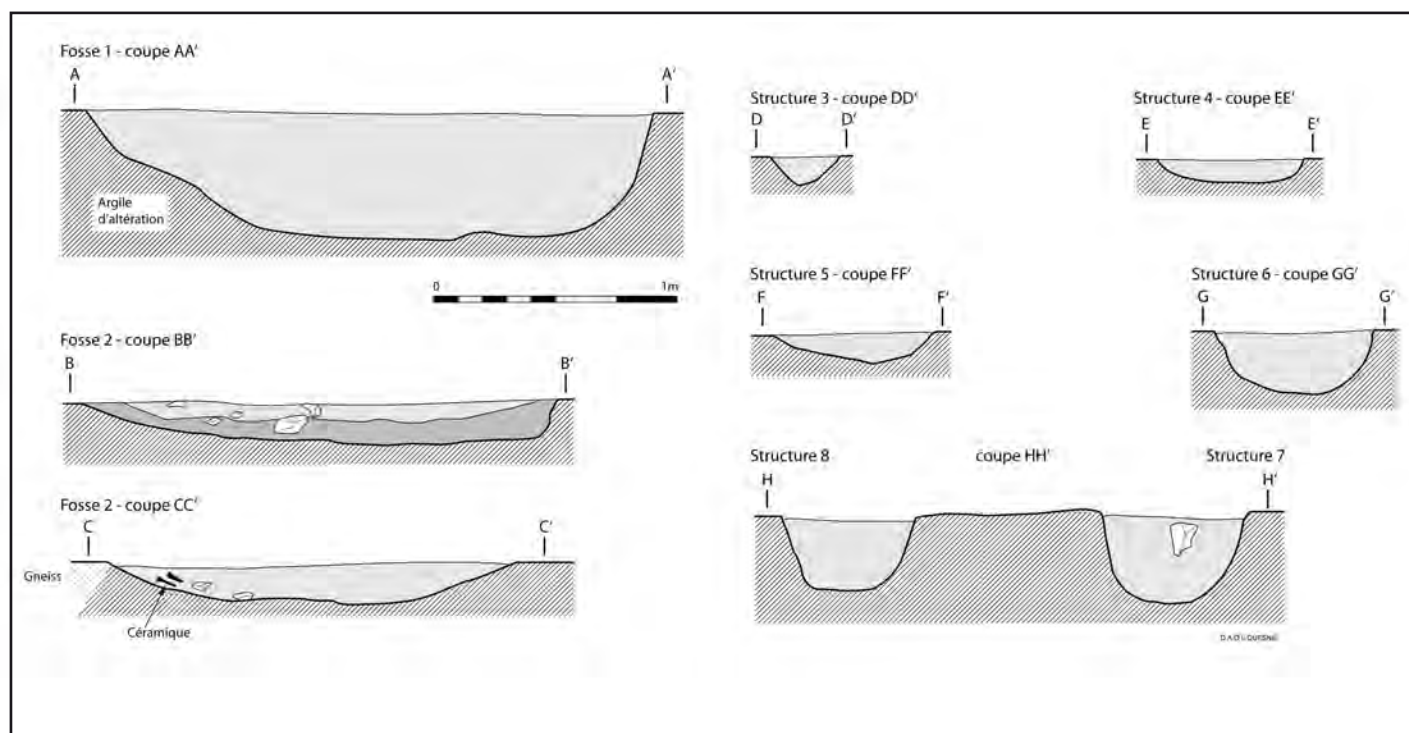 Fosse 1 - coupe AA'
A A'
Argile
d'altération
0 1m
Fosse 2 - coupe BB'
B B'
Fosse 2 - coupe CC'
C C'
Gneiss
Céramique
Structure 3 - coupe DD'
D D'
Structure 4 - coupe EE'
E E'
Structure 5 - coupe FF'
F F'
Structure 6 - coupe GG'
G G'
Structure 8 coupe HH' Structure 7
H H'